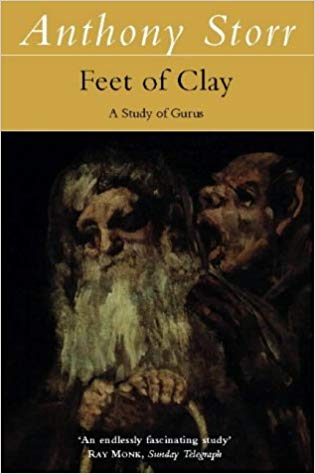 Anthony Storr
Feet of Clay
A Study of Gurus
‘An endlessly fascinating study’
RAY MONK, Sunday Telegraph